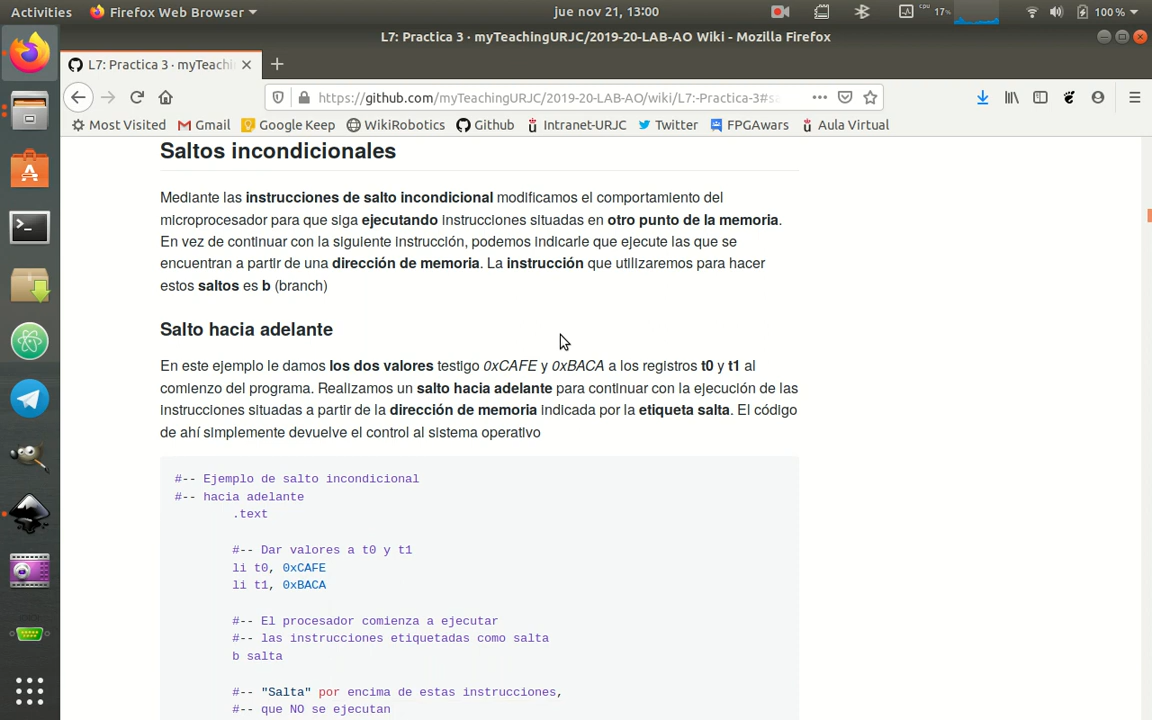 Activities
Firefox Web Browser
jue nov 21, 13:00
cpu 17%
100%
L7: Practica 3 · myTeachingURJC/2019-20-LAB-AO Wiki - Mozilla Firefox
L7: Practica 3 · myTeachi
https://github.com/myTeachingURJC/2019-20-LAB-AO/wiki/L7:-Practica-3#s
Most Visited
Gmail
Google Keep
WikiRobotics
Github
Intranet-URJC
Twitter
FPGAwars
Aula Virtual
Saltos incondicionales
Mediante las instrucciones de salto incondicional modificamos el comportamiento del
microprocesador para que siga ejecutando instrucciones situadas en otro punto de la memoria.
En vez de continuar con la siguiente instrucción, podemos indicarle que ejecute las que se
encuentran a partir de una dirección de memoria. La instrucción que utilizaremos para hacer
estos saltos es b (branch)
Salto hacia adelante
En este ejemplo le damos los dos valores testigo 0xCAFE y 0xBACA a los registros t0 y t1 al
comienzo del programa. Realizamos un salto hacia adelante para continuar con la ejecución de las
instrucciones situadas a partir de la dirección de memoria indicada por la etiqueta salta. El código
de ahí simplemente devuelve el control al sistema operativo
#-- Ejemplo de salto incondicional
#-- hacia adelante
.text
#-- Dar valores a t0 y t1
li t0, 0xCAFE
li t1, 0xBACA
#-- El procesador comienza a ejecutar
#-- las instrucciones etiquetadas como salta
b salta
#-- "Salta" por encima de estas instrucciones,
#-- que NO se ejecutan